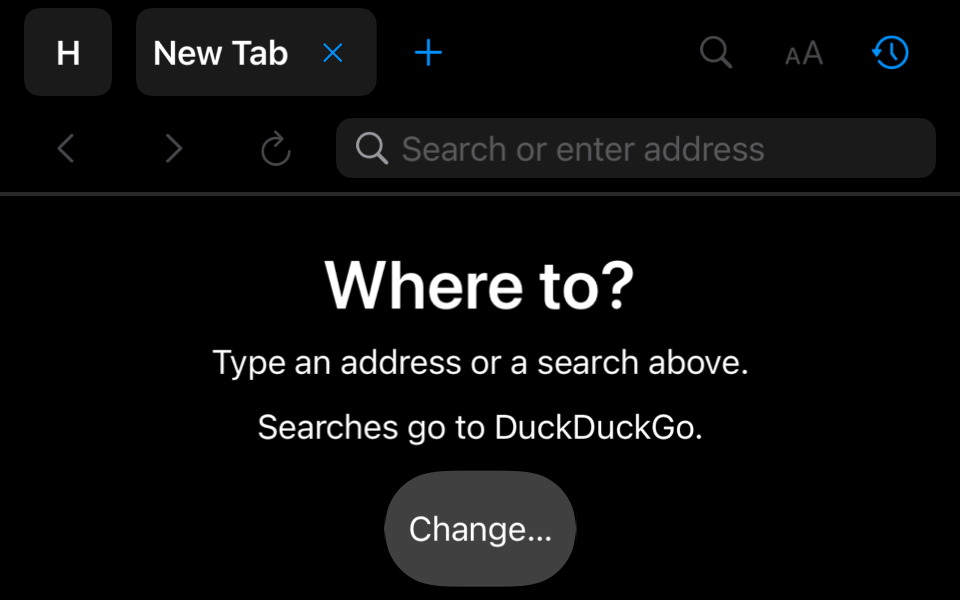 H
New Tab
AA
Search or enter address
Where to?
Type an address or a search above.
Searches go to DuckDuckGo.
Change...